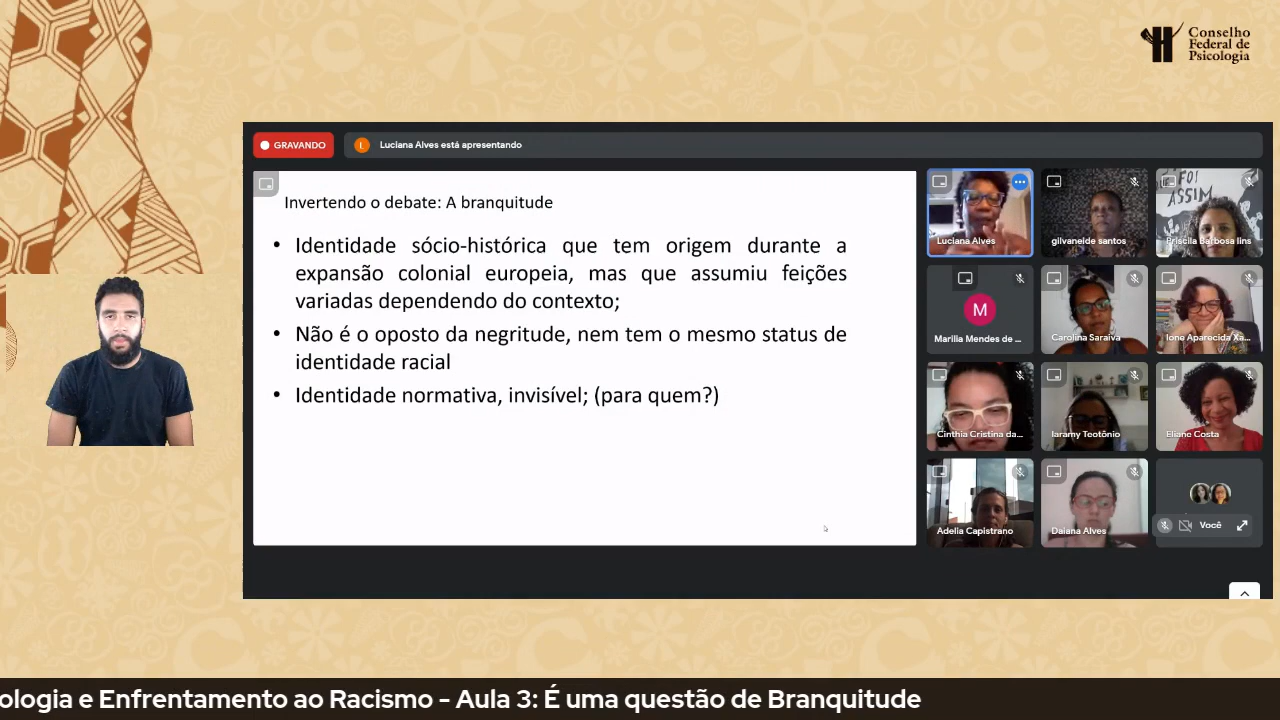 Conselho
Federal de
Psicologia
GRAVANDO
L
Luciana Alves está apresentando
Invertendo o debate: A branquitude
• Identidade sócio-histórica que tem origem durante a
expansão colonial europeia, mas que assumiu feições
variadas dependendo do contexto;
• Não é o oposto da negritude, nem tem o mesmo status de
identidade racial
• Identidade normativa, invisível; (para quem?)
FOI
ASSIM
Luciana Alves
gilvaneide santos
Priscila Barbosa lins
M
Marilia Mendes de ...
Carolina Saraiva
Ione Aparecida Xa...
Cinthia Cristina da...
Iaramy Teotônio
Eliane Costa
Adelia Capistrano
Daiana Alves
Você
ologia e Enfrentamento ao Racismo - Aula 3: É uma questão de Branquitude